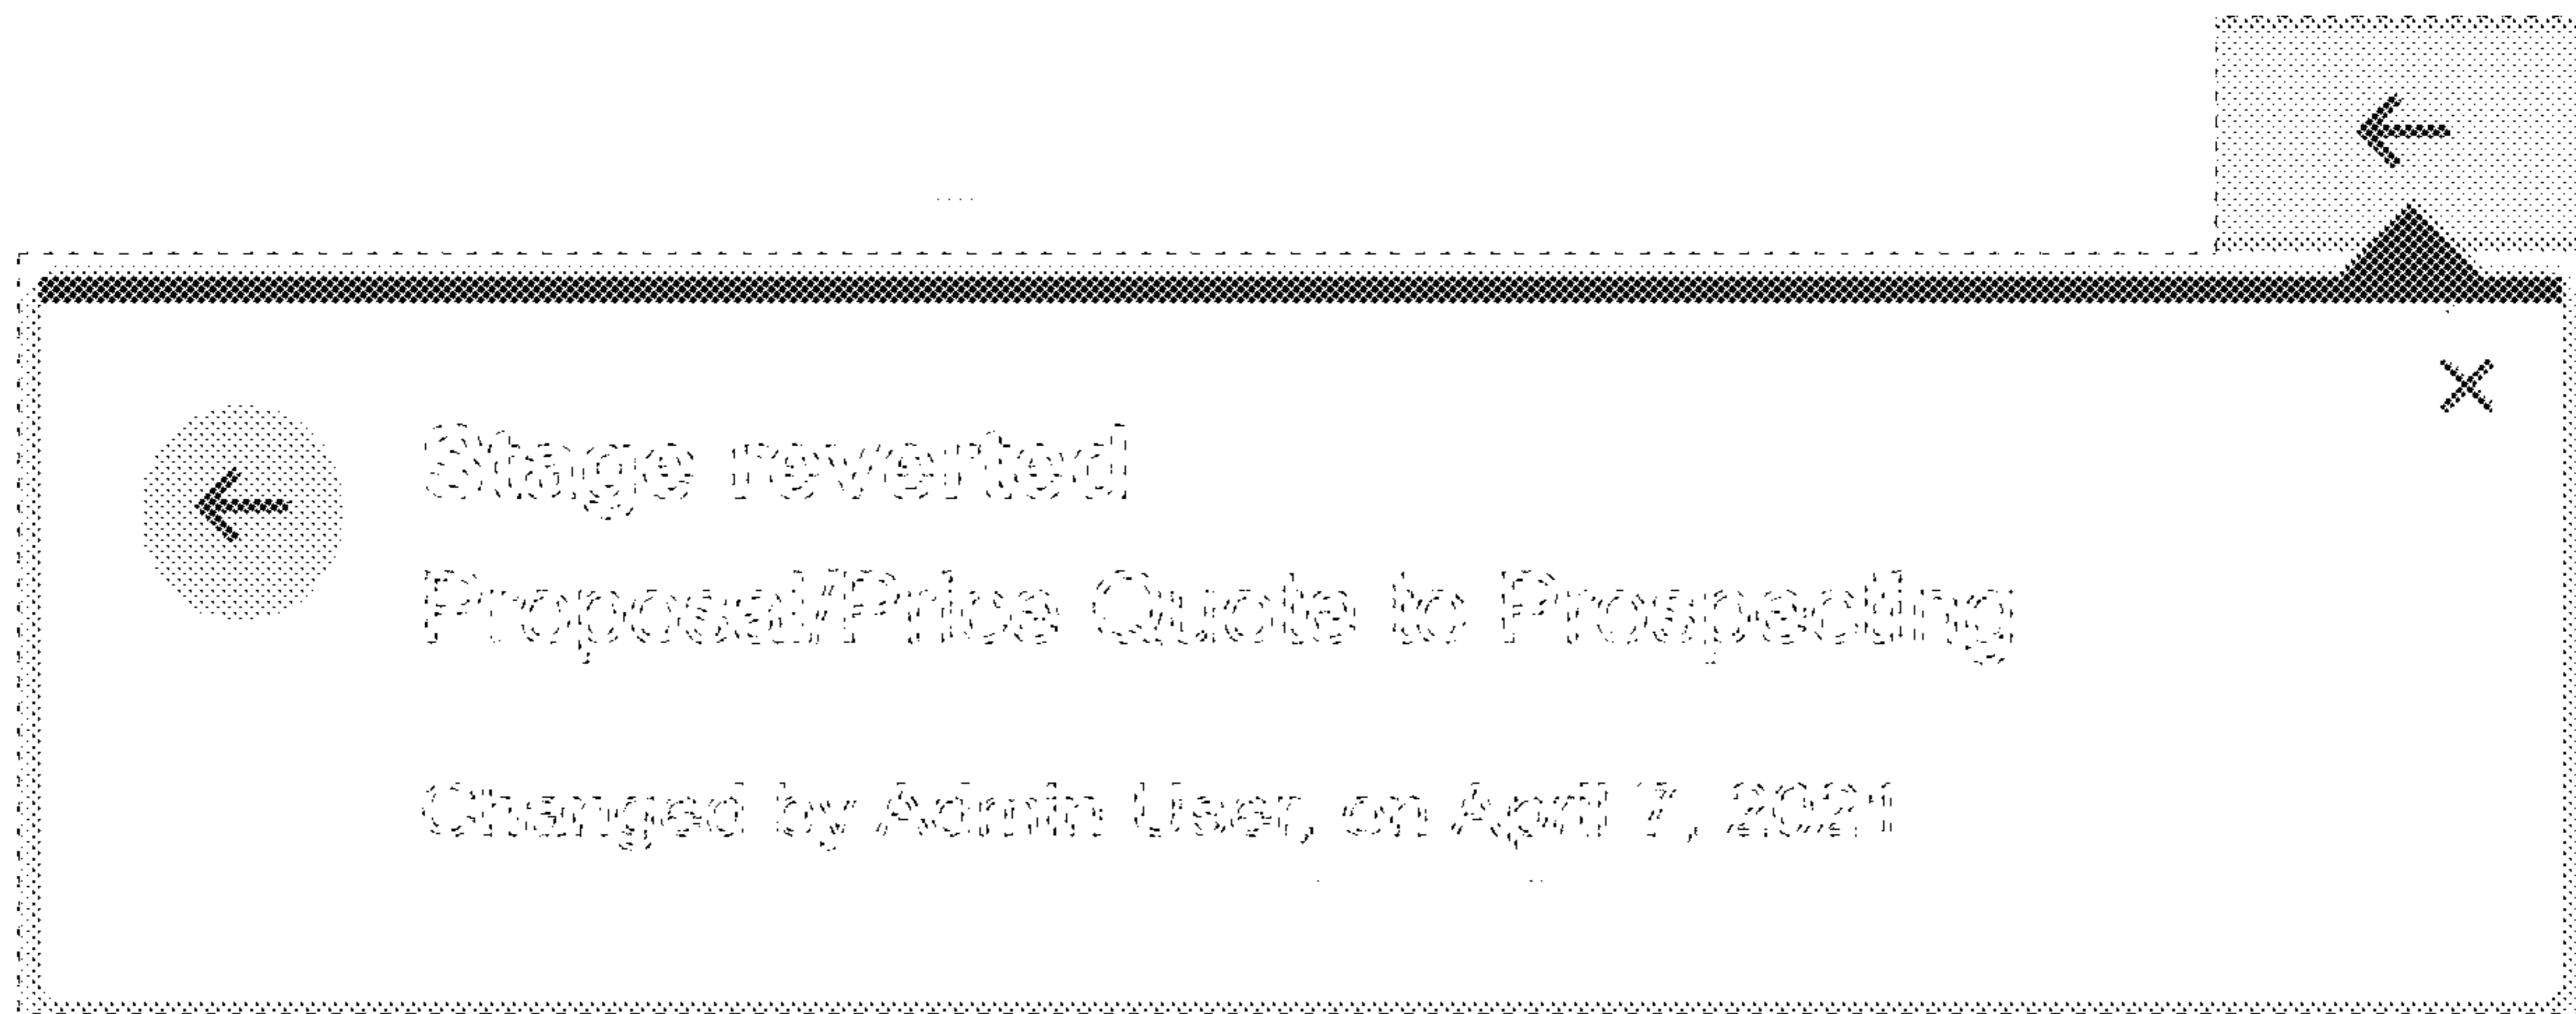 Stage reverted
Proposal/Price Quote to Prospecting
Changed by Admin User, on April 7, 2021